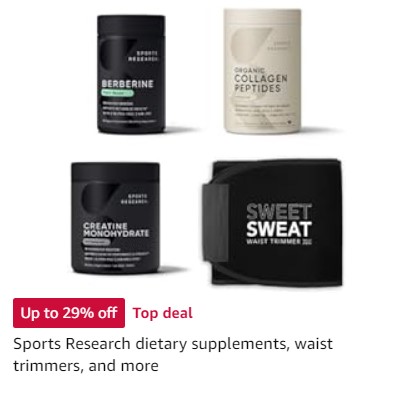 SPORTS
RESEARCH
BERBERINE
ORGANIC
COLLAGEN
PEPTIDES
SPORTS
RESEARCH
CREATINE
MONOHYDRATE
SWEET
SWEAT
WAIST TRIMMER
Up to 29% off Top deal
Sports Research dietary supplements, waist
trimmers, and more